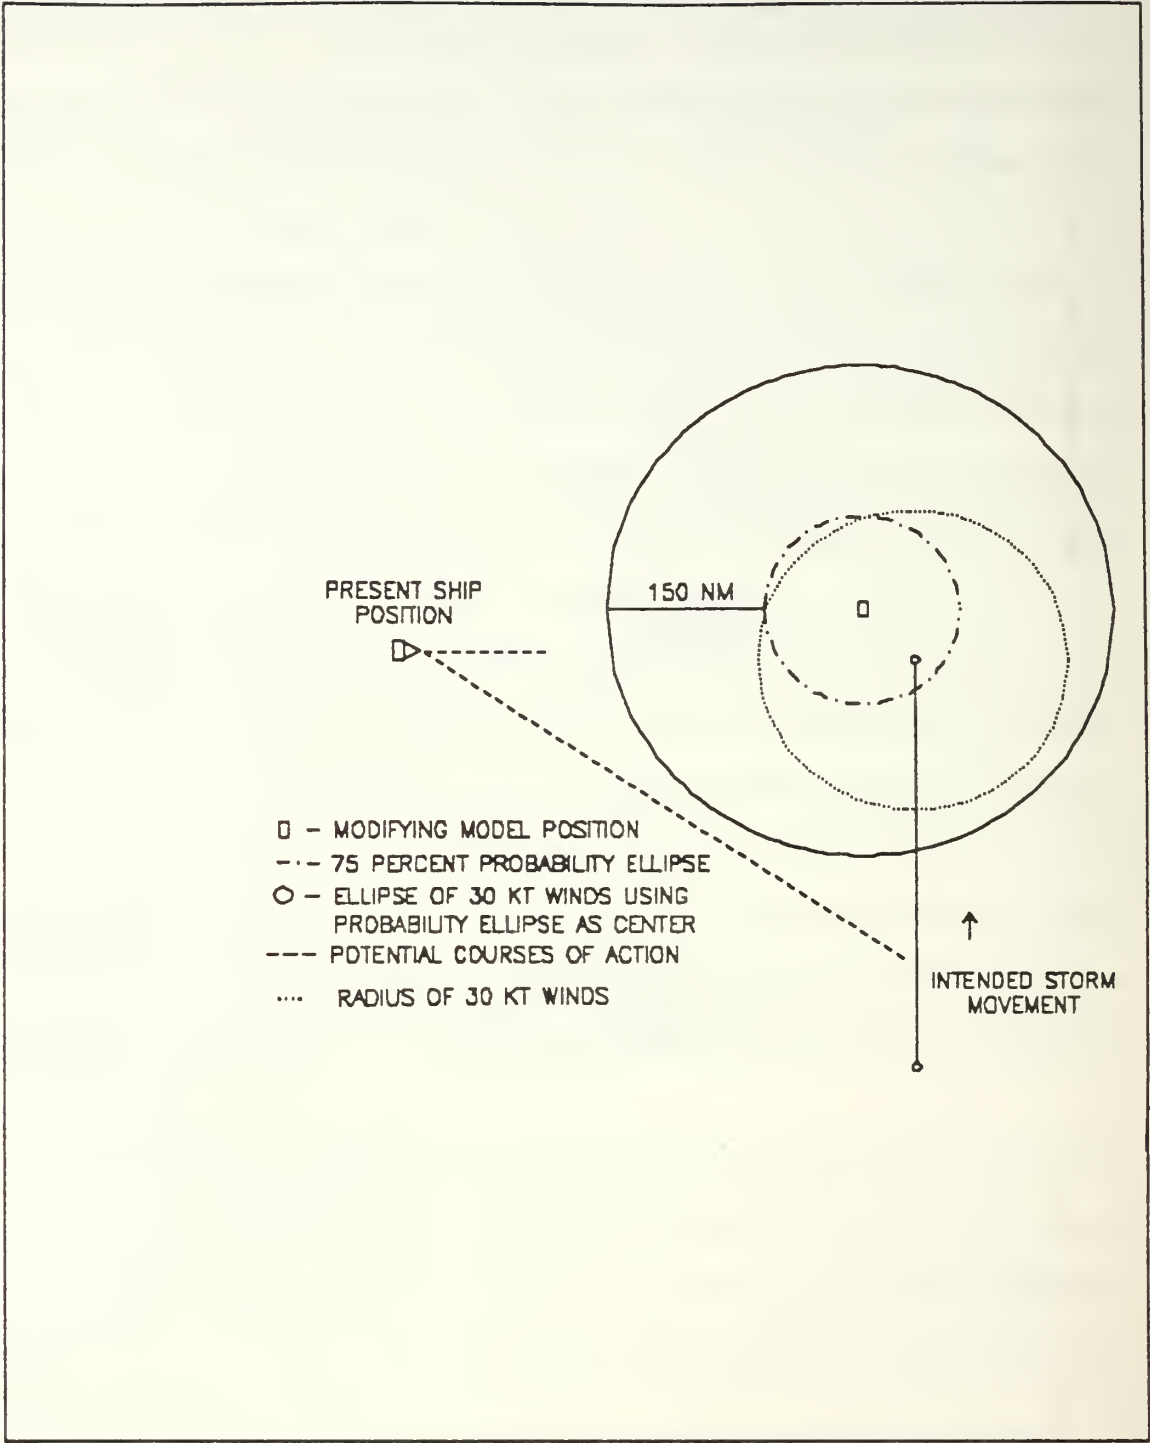 PRESENT SHIP
POSITION
150 NM
▯ - MODIFYING MODEL POSITION
-·- 75 PERCENT PROBABILITY ELLIPSE
O - ELLIPSE OF 30 KT WINDS USING
PROBABILITY ELLIPSE AS CENTER
--- POTENTIAL COURSES OF ACTION
.... RADIUS OF 30 KT WINDS
INTENDED STORM
MOVEMENT